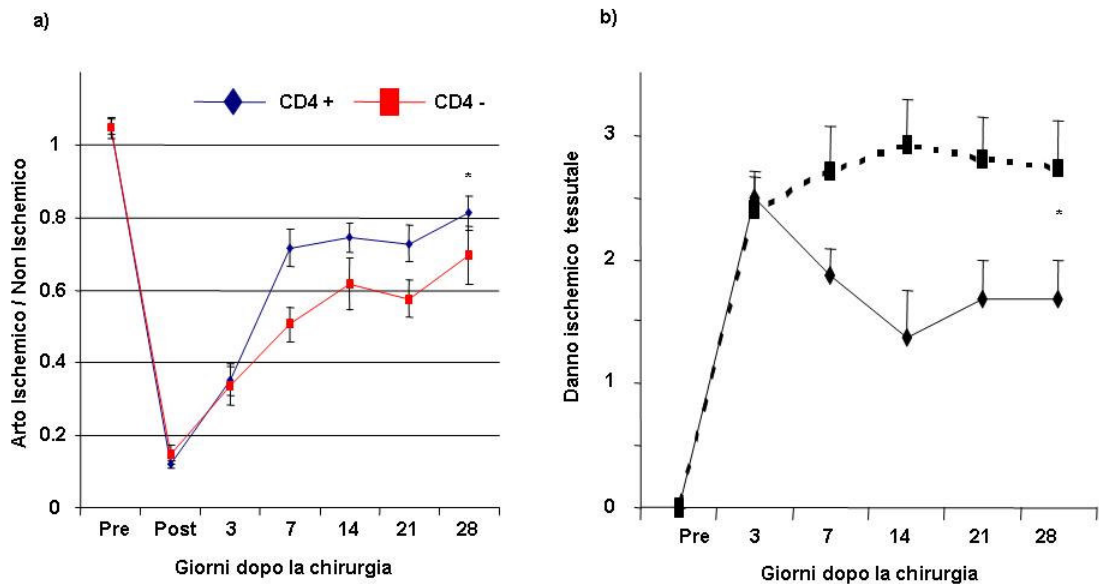 a)
CD4 + CD4 -
Arto Ischemico / Non Ischemico
1
0.8
0.6
0.4
0.2
0
*
Pre Post 3 7 14 21 28
Giorni dopo la chirurgia
b)
Danno ischemico tessutale
3
2
1
0
*
Pre 3 7 14 21 28
Giorni dopo la chirurgia